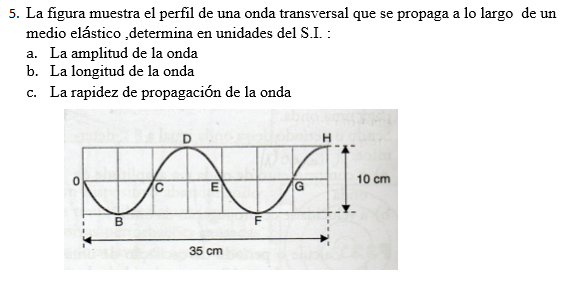 5. La figura muestra el perfil de una onda transversal que se propaga a lo largo de un
medio elástico ,determina en unidades del S.I. :
a. La amplitud de la onda
b. La longitud de la onda
c. La rapidez de propagación de la onda
D
H
O
C
E
G
10 cm
B
F
35 cm